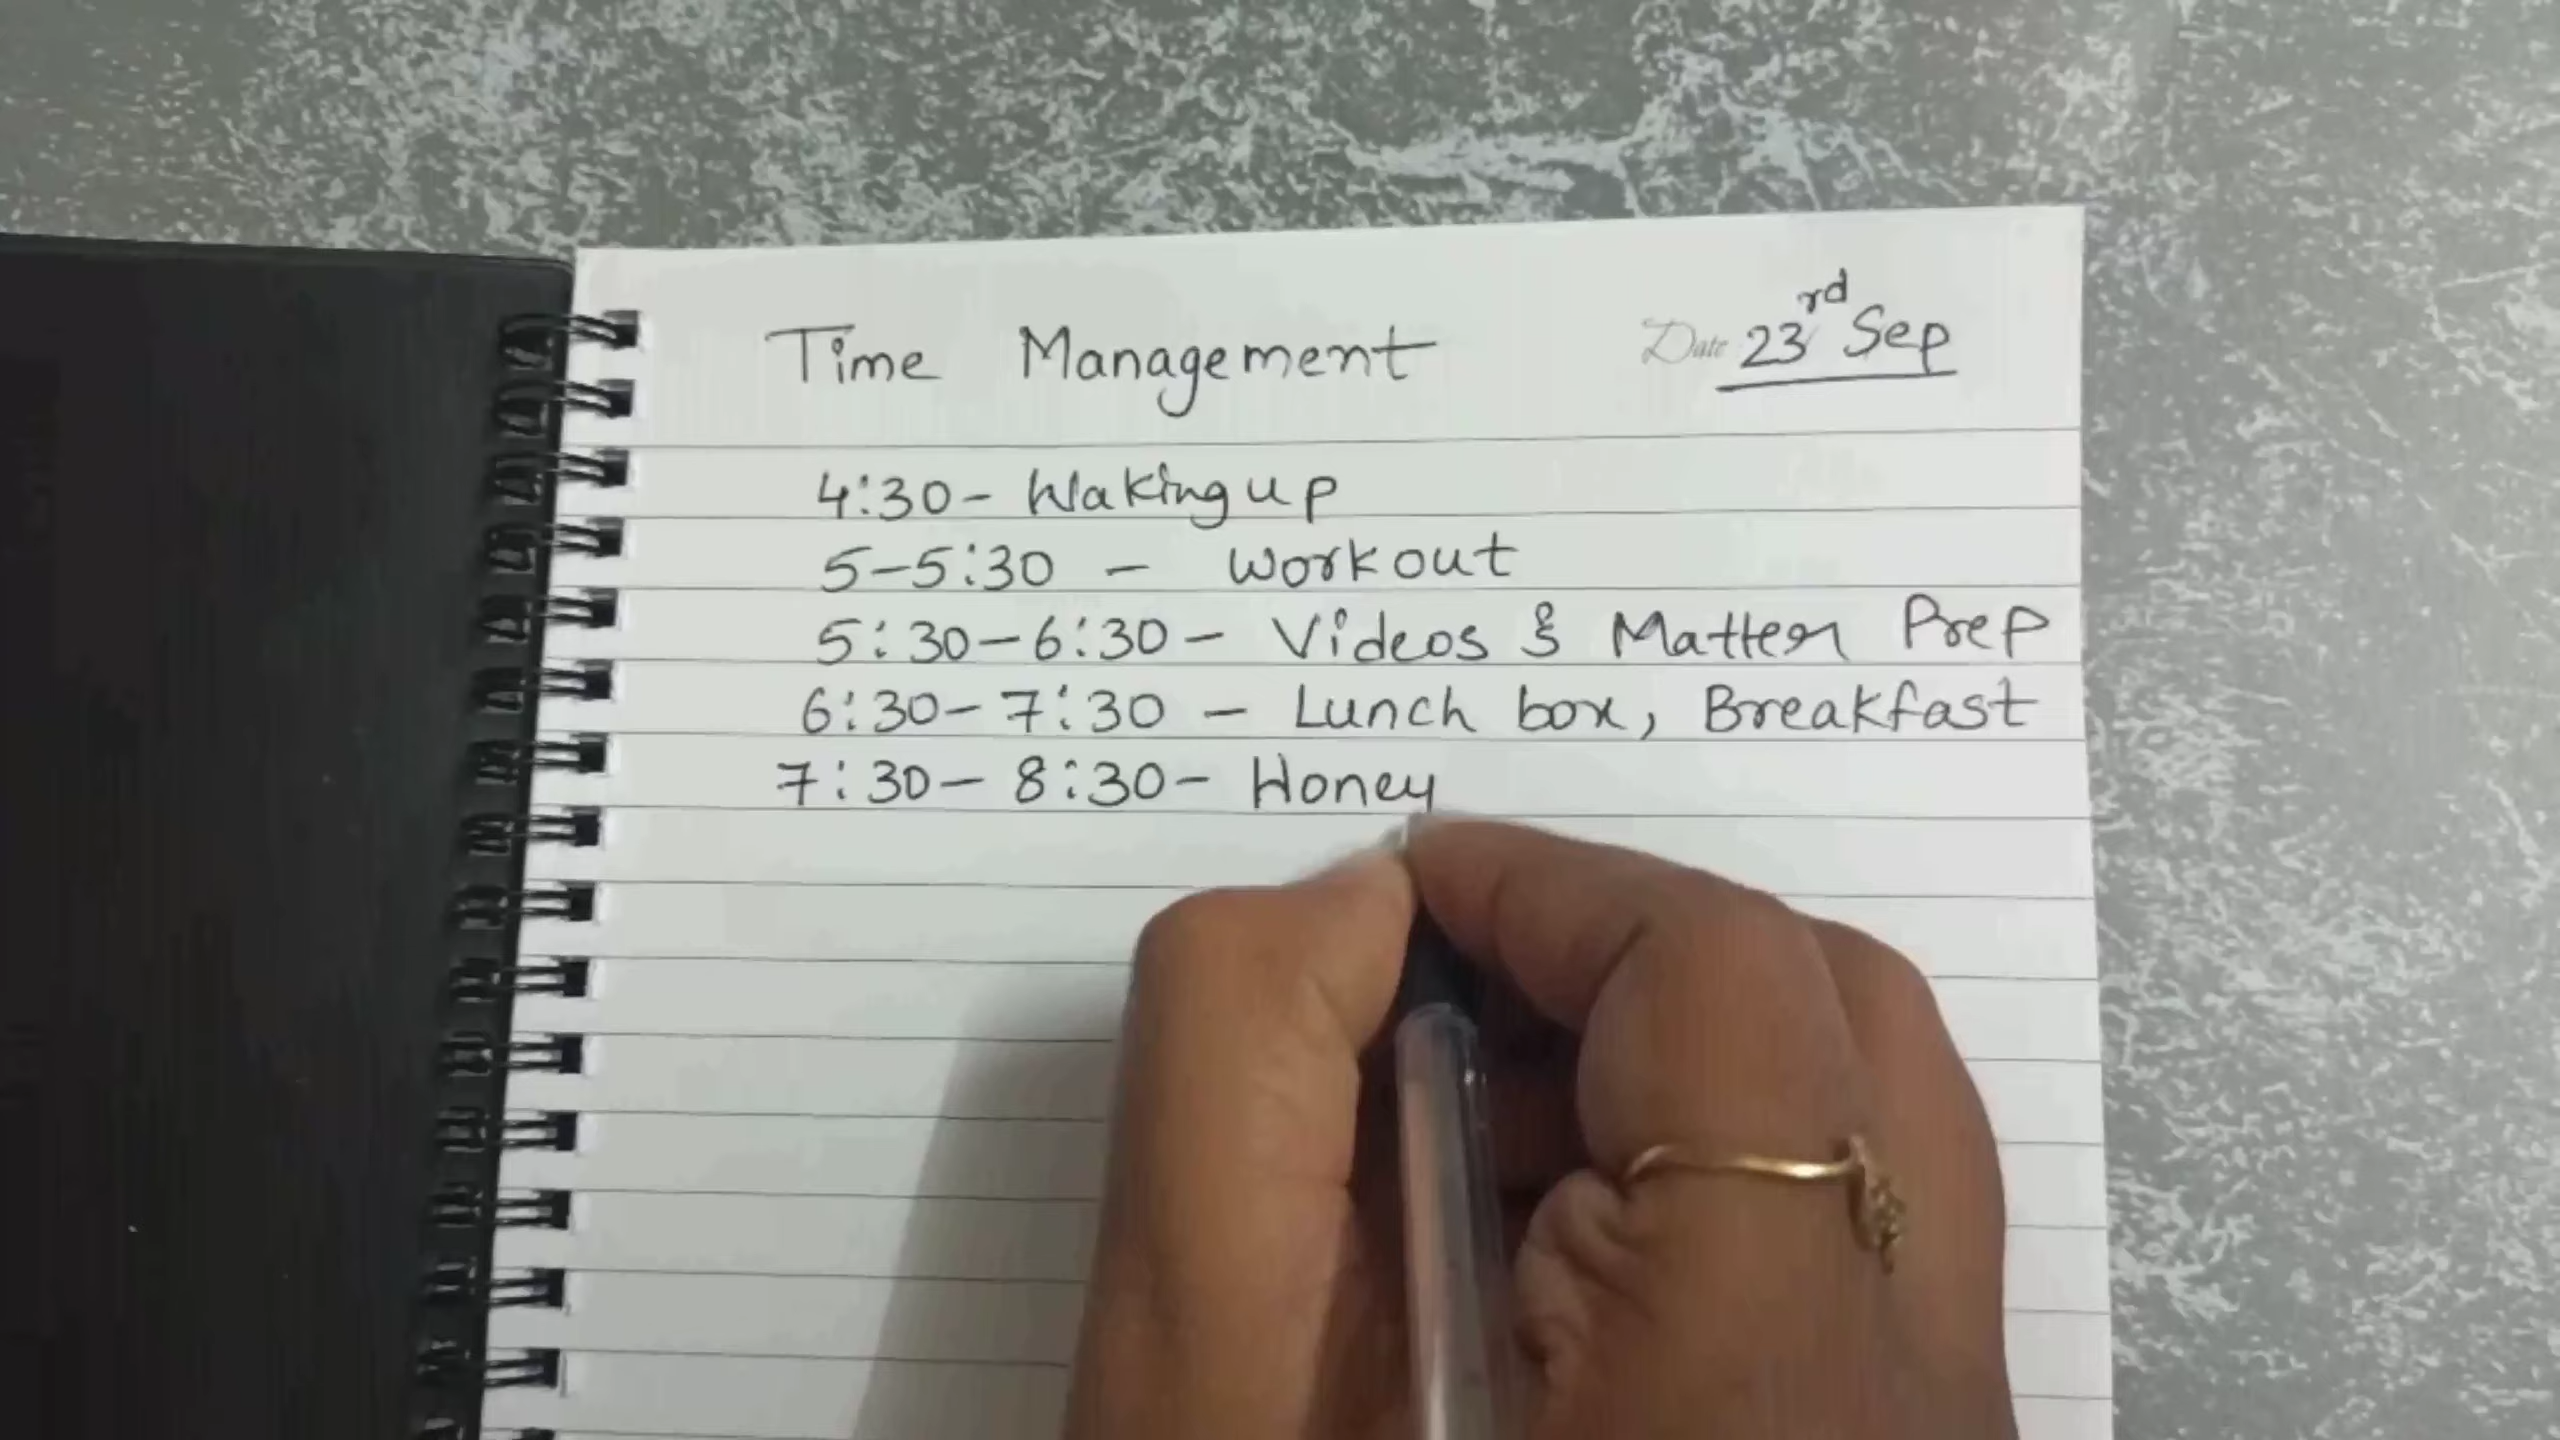 Time Management Date 23rd Sep
4:30- Waking up
5-5:30 - Workout
5:30-6:30- Videos & Matter Prep
6:30-7:30 - Lunch box, Breakfast
7:30- 8:30- Honey